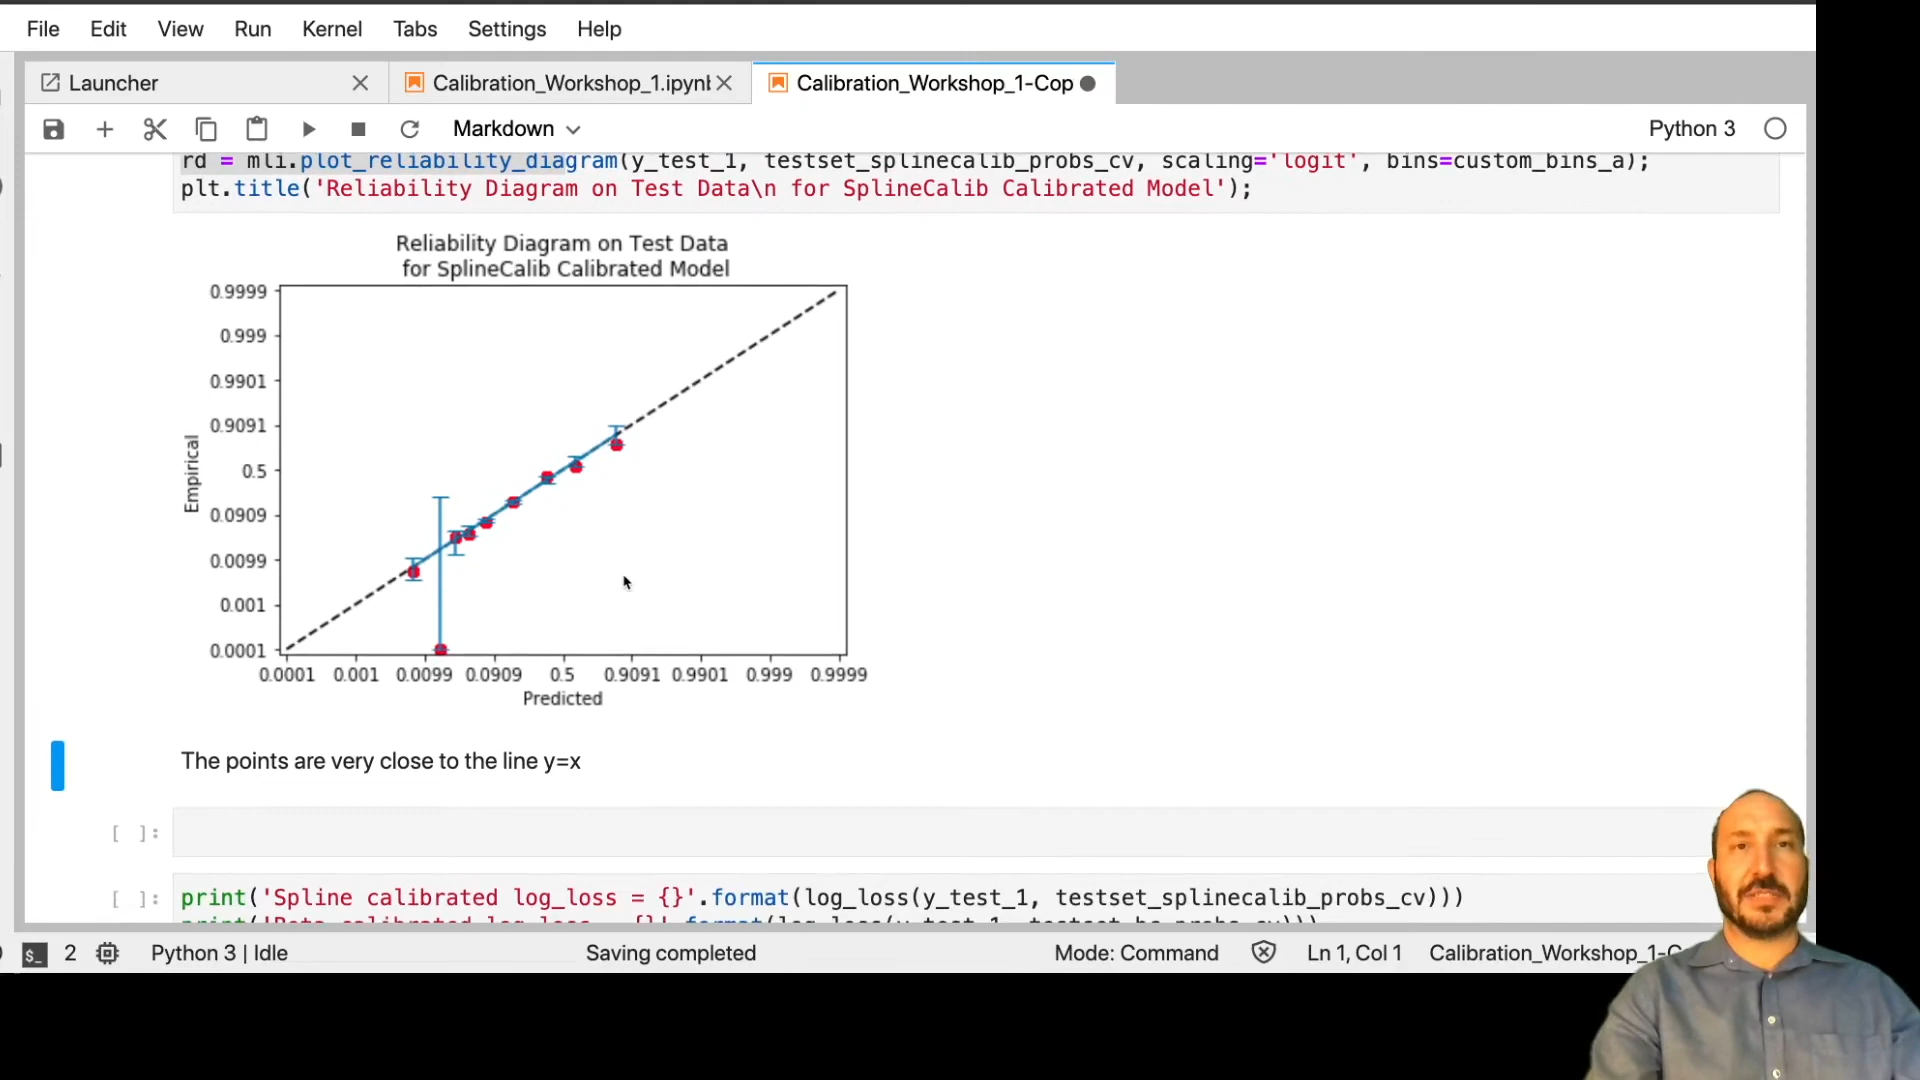 File Edit View Run Kernel Tabs Settings Help
Launcher Calibration_Workshop_1.ipynb Calibration_Workshop_1-Cop
Markdown Python 3
rd = mli.plot_reliability_diagram(y_test_1, testset_splinecalib_probs_cv, scaling='logit', bins=custom_bins_a);
plt.title('Reliability Diagram on Test Data\n for SplineCalib Calibrated Model');
Reliability Diagram on Test Data
for SplineCalib Calibrated Model
0.9999
0.999
0.9901
0.9091
0.5
0.0909
0.0099
0.001
0.0001
Empirical
0.0001 0.001 0.0099 0.0909 0.5 0.9091 0.9901 0.999 0.9999
Predicted
The points are very close to the line y=x
[ ]:
[ ]: print('Spline calibrated log_loss = {}'.format(log_loss(y_test_1, testset_splinecalib_probs_cv)))
$_ 2 Python 3 | Idle Saving completed Mode: Command Ln 1, Col 1 Calibration_Workshop_1-C